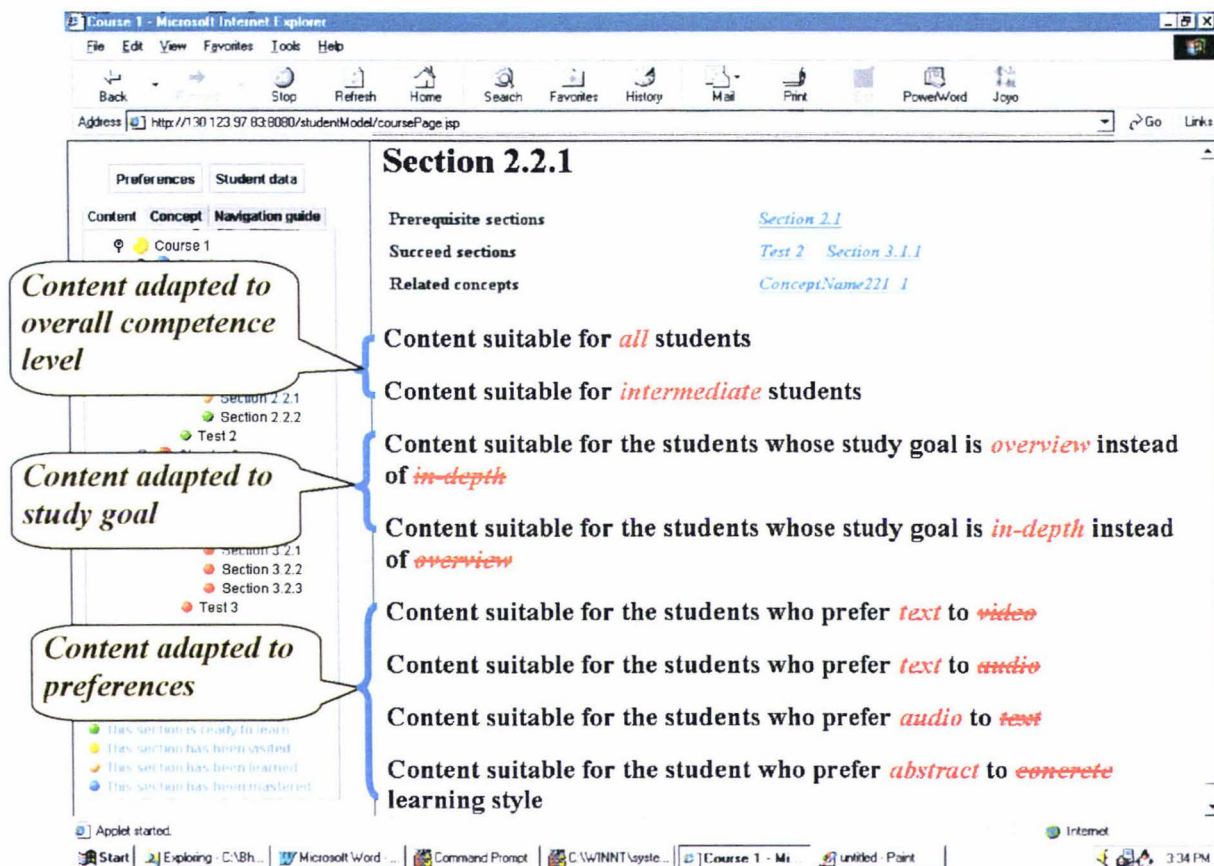 Course 1 - Microsoft Internet Explorer
File Edit View Favorites Tools Help
Back Stop Refresh Home Search Favorites History Mail Print PowerWord Joyo
Address http://130.123.97.83:8080/studentModel/coursePage.jsp Go Links
Preferences Student data
Content Concept Navigation guide
Course 1
Content adapted to
overall competence
level
Section 2.2.1
Section 2.2.2
Test 2
Content adapted to
study goal
Section 3.2.1
Section 3.2.2
Section 3.2.3
Test 3
Content adapted to
preferences
This section is ready to learn
This section has been visited
This section has been learned
This section has been mastered
Section 2.2.1
Prerequisite sections Section 2.1
Succeed sections Test 2 Section 3.1.1
Related concepts ConceptName221_1
Content suitable for all students
Content suitable for intermediate students
Content suitable for the students whose study goal is overview instead
of in-depth
Content suitable for the students whose study goal is in-depth instead
of overview
Content suitable for the students who prefer text to video
Content suitable for the students who prefer text to audio
Content suitable for the students who prefer audio to text
Content suitable for the student who prefer abstract to concrete
learning style
Applet started. Internet
Start Exploring - C:\Bh... Microsoft Word - ... Command Prompt C:\WINNT\syste... Course 1 - Mi... untitled - Paint 3:34 PM